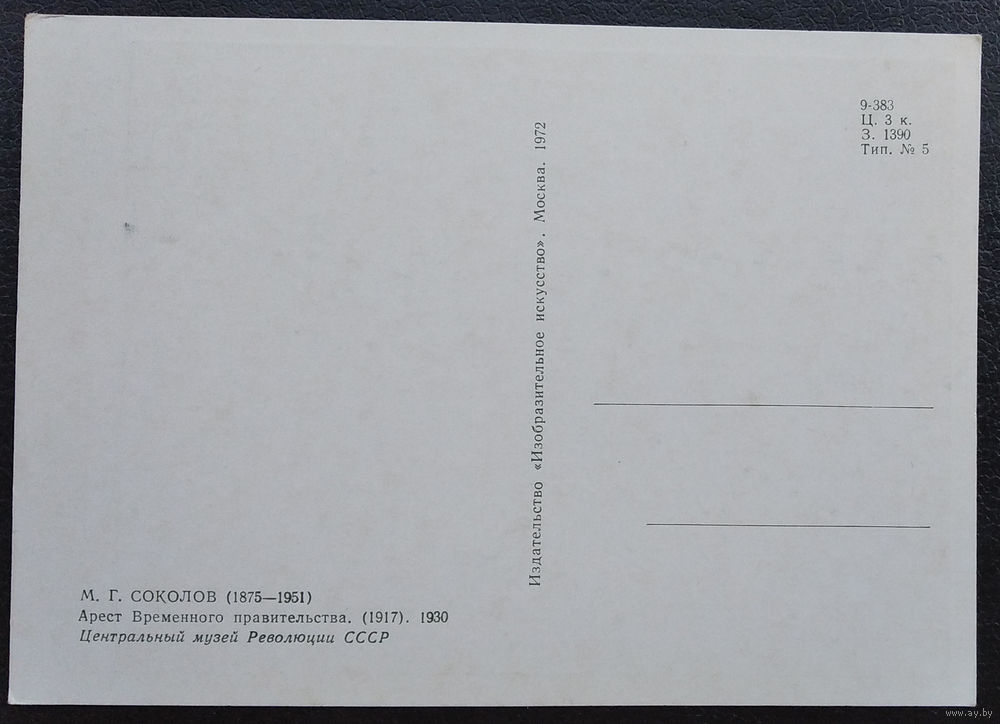 9-383
Ц. 3 к.
З. 1390
Тип. № 5
Издательство «Изобразительное искусство». Москва. 1972
М. Г. СОКОЛОВ (1875—1951)
Арест Временного правительства. (1917). 1930
Центральный музей Революции СССР
www.ay.by